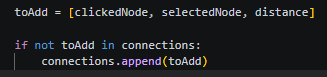 toAdd = [clickedNode, selectedNode, distance]
if not toAdd in connections:
    connections.append(toAdd)